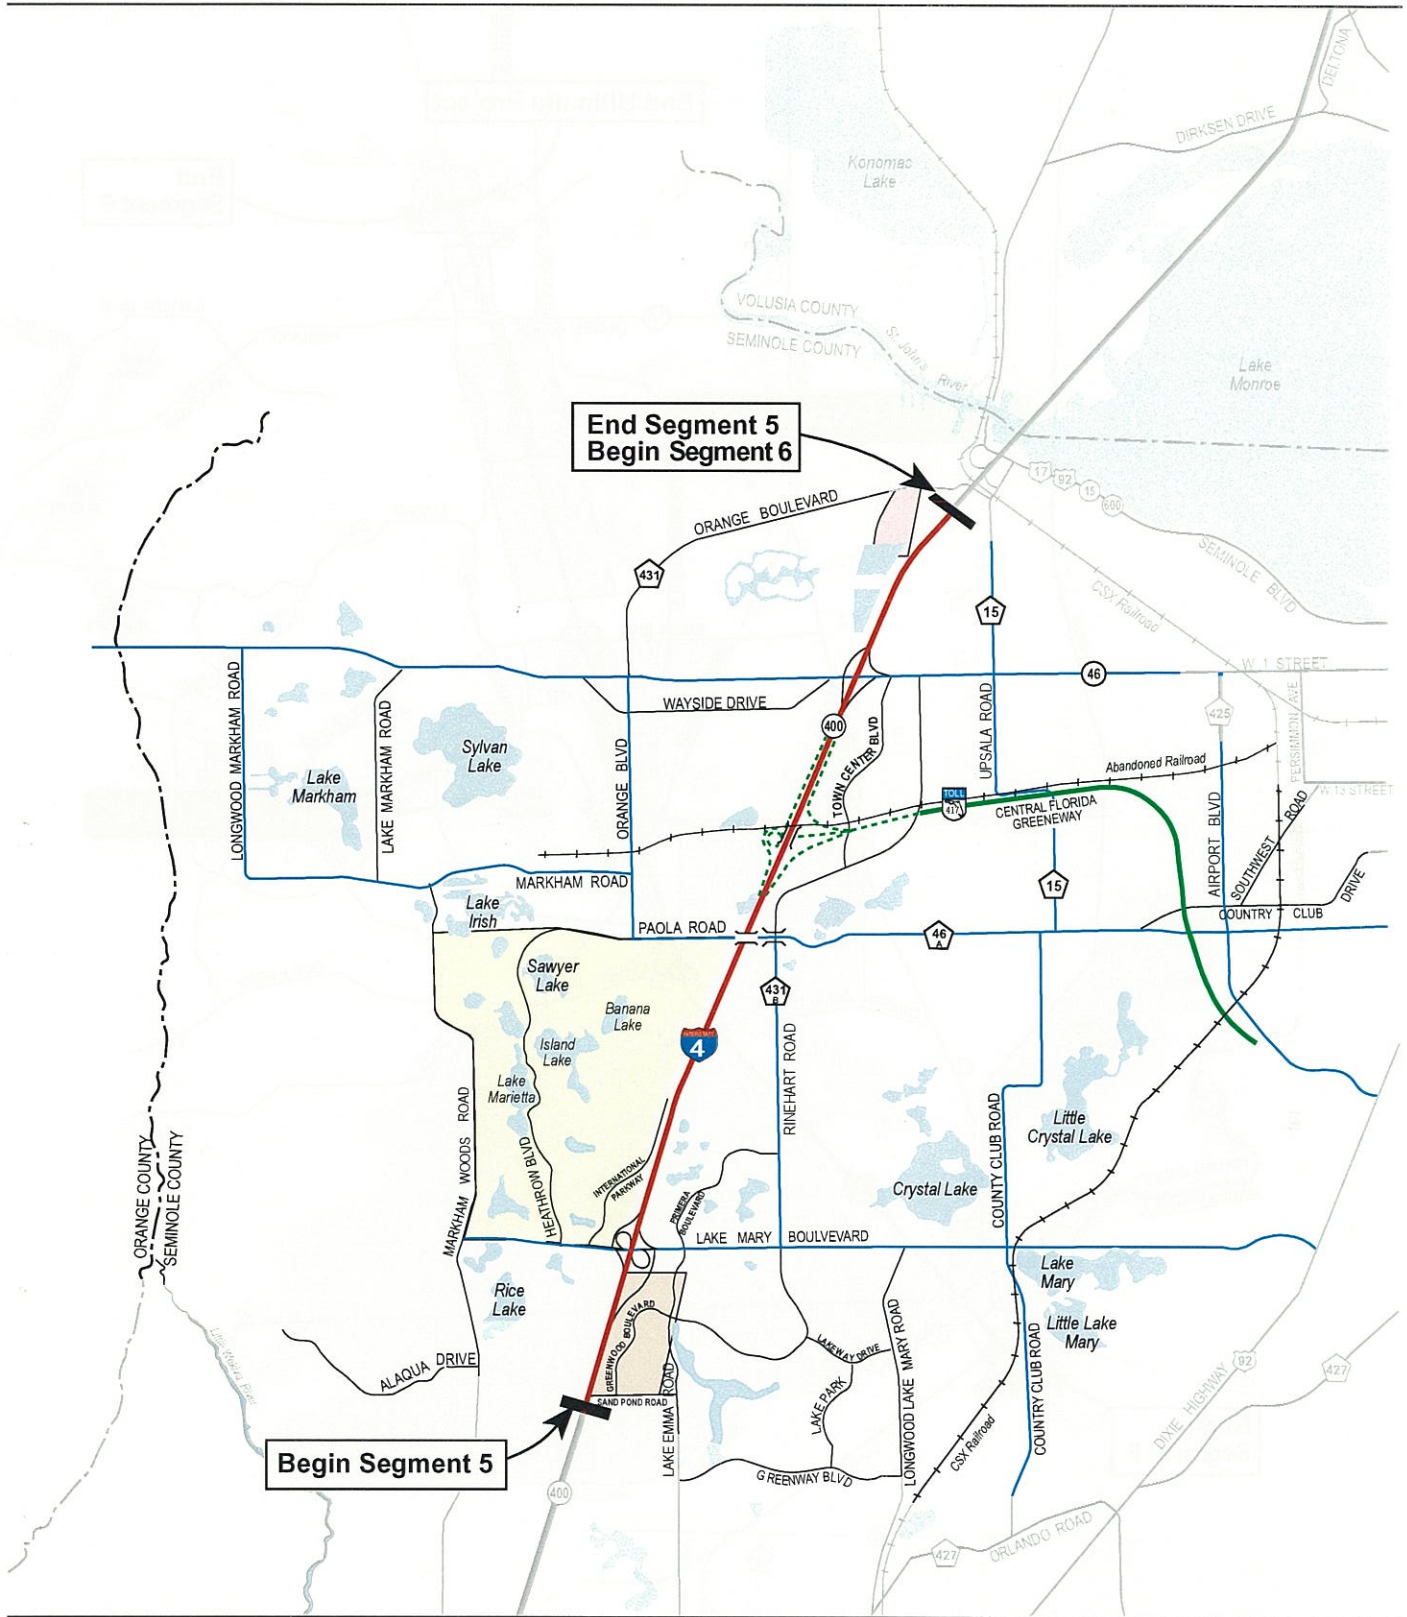 DELTONA
DIRKSEN DRIVE
Konomac
Lake
VOLUSIA COUNTY
SEMINOLE COUNTY
St Johns River
Lake
Monroe
End Segment 5
Begin Segment 6
17
92
15
600
ORANGE BOULEVARD
SEMINOLE BLVD
431
CSX Railroad
15
W. 1 STREET
46
LONGWOOD MARKHAM ROAD
LAKE MARKHAM ROAD
WAYSIDE DRIVE
UPSALA ROAD
PERSIMMON AVE
425
400
Sylvan
Lake
ORANGE BLVD
TOWN CENTER BLVD
Abandoned Railroad
Lake
Markham
TOLL
417
CENTRAL FLORIDA
GREENEWAY
W. 13 STREET
AIRPORT BLVD
SOUTHWEST ROAD
MARKHAM ROAD
15
COUNTRY CLUB DRIVE
Lake
Irish
PAOLA ROAD
46
A
Sawyer
Lake
431
B
Banana
Lake
INTERSTATE
4
Island
Lake
RINEHART ROAD
Lake
Marietta
COUNTY CLUB ROAD
Little
Crystal Lake
MARKHAM WOODS ROAD
HEATHROW BLVD
INTERNATIONAL
PARKWAY
PRIMERA
BOULEVARD
Crystal Lake
ORANGE COUNTY
SEMINOLE COUNTY
LAKE MARY BOULVEVARD
Lake
Mary
Rice
Lake
Little Lake
Mary
GREENWOOD BOULEVARD
LAKEWAY DRIVE
LONGWOOD LAKE MARY ROAD
COUNTRY CLUB ROAD
Little Wekiva River
ALAQUA DRIVE
92
427
SAND POND ROAD
LAKE EMMA ROAD
LAKE PARK
DIXIE HIGHWAY
CSX Railroad
Begin Segment 5
GREENWAY BLVD
400
427
ORLANDO ROAD